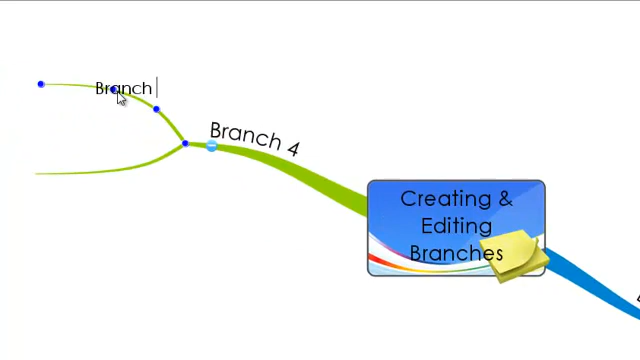 Branch
Branch 4
Creating &
Editing
Branches